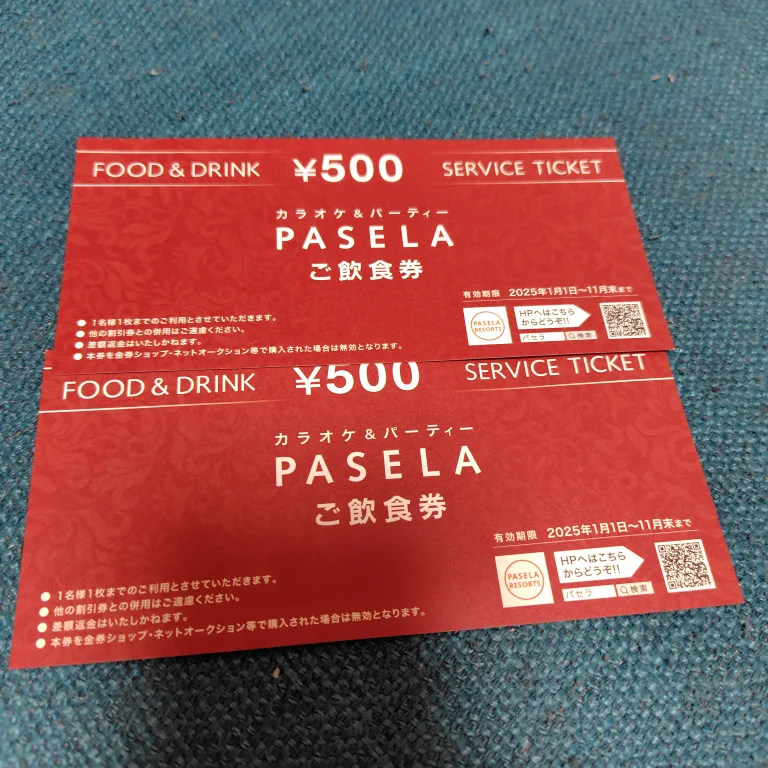 FOOD & DRINK ¥500 SERVICE TICKET
カラオケ&パーティー
PASELA
ご飲食券
有効期限 2025年1月1日〜11月末まで
● 1名様1枚までのご利用とさせていただきます。
● 他の割引券との併用はご遠慮ください。
● 差額返金はいたしかねます。
● 本券を金券ショップ・ネットオークション等で購入された場合は無効となります。
PASELA
RESORTS
HPへはこちら
からどうぞ!!
パセラ 検索
FOOD & DRINK ¥500 SERVICE TICKET
カラオケ&パーティー
PASELA
ご飲食券
有効期限 2025年1月1日〜11月末まで
● 1名様1枚までのご利用とさせていただきます。
● 他の割引券との併用はご遠慮ください。
● 差額返金はいたしかねます。
● 本券を金券ショップ・ネットオークション等で購入された場合は無効となります。
PASELA
RESORTS
HPへはこちら
からどうぞ!!
パセラ 検索